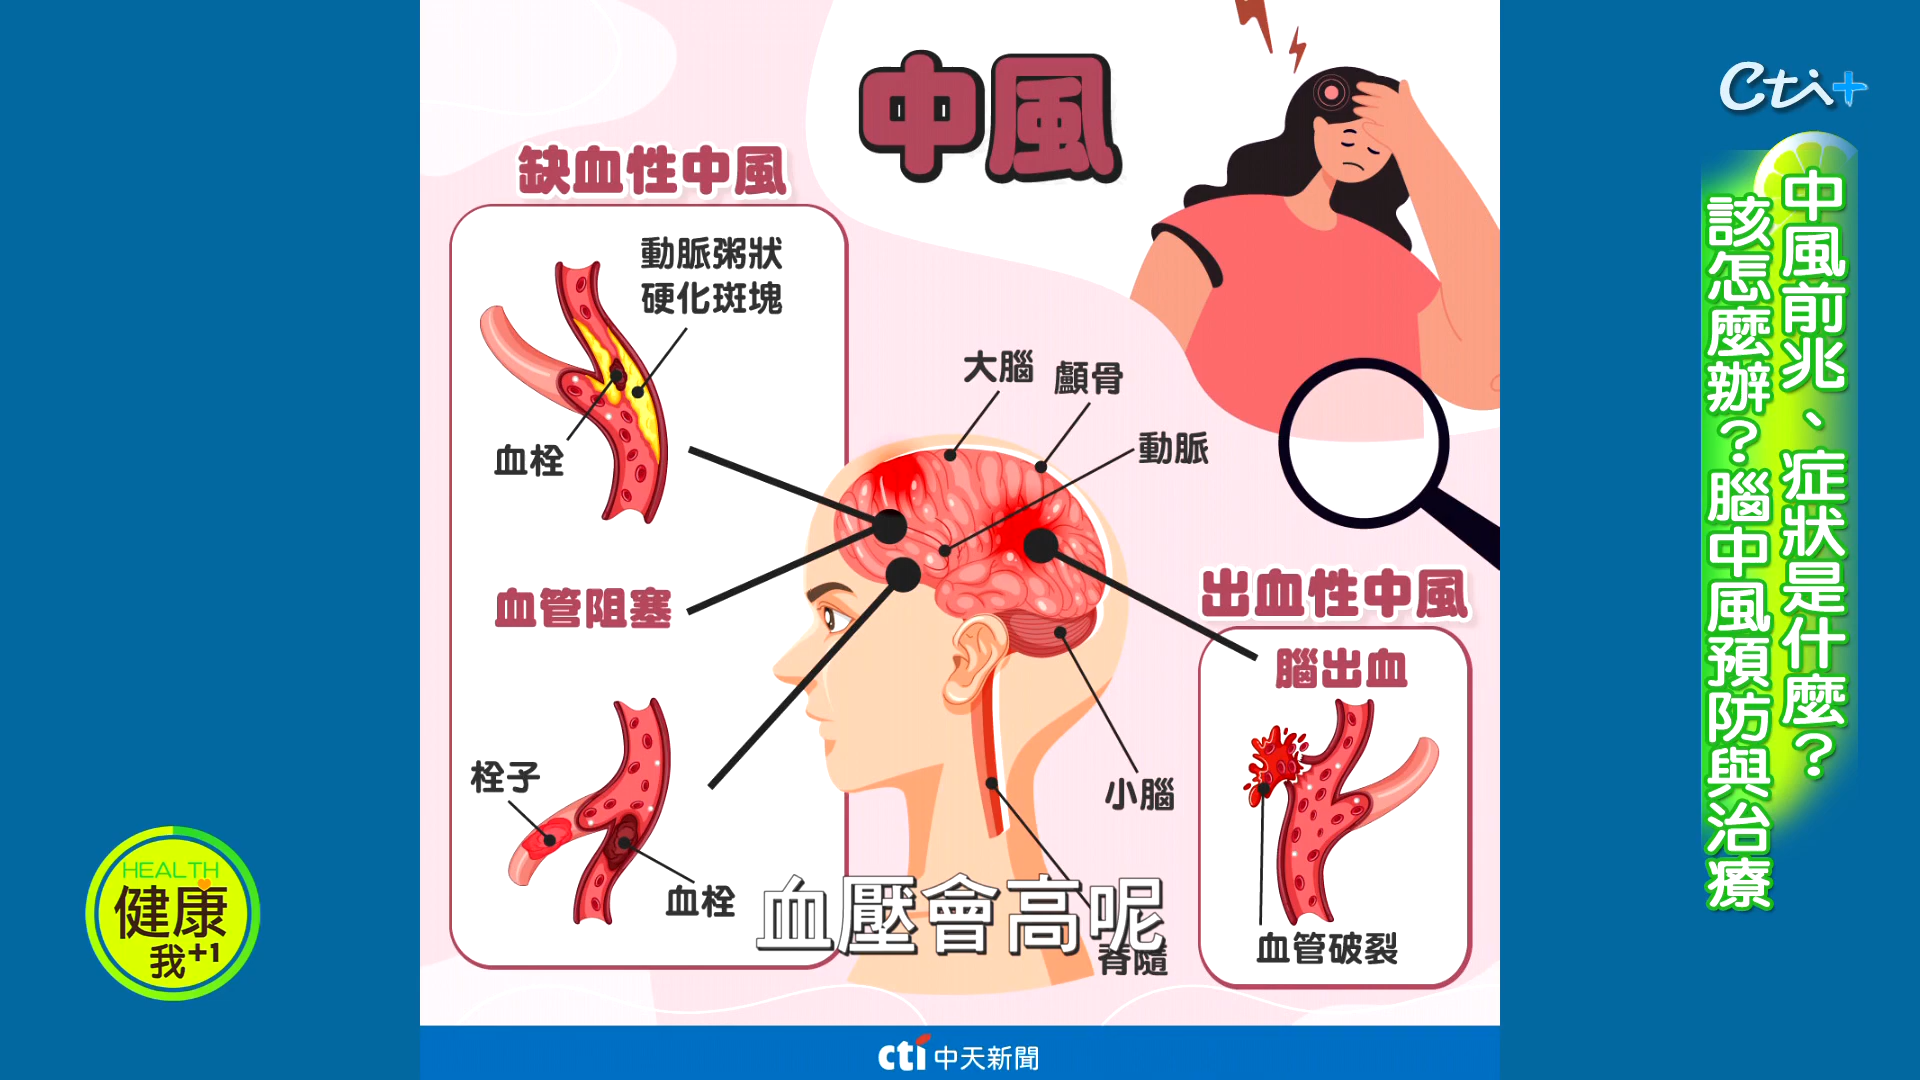 中風
缺血性中風
動脈粥狀
硬化斑塊
血栓
血管阻塞
栓子
血栓
大腦
顱骨
動脈
小腦
脊隨
出血性中風
腦出血
血管破裂
血壓會高呢
cti 中天新聞
Cti+
中風前兆、症狀是什麼？
該怎麼辦？腦中風預防與治療
HEALTH
健康
我+1